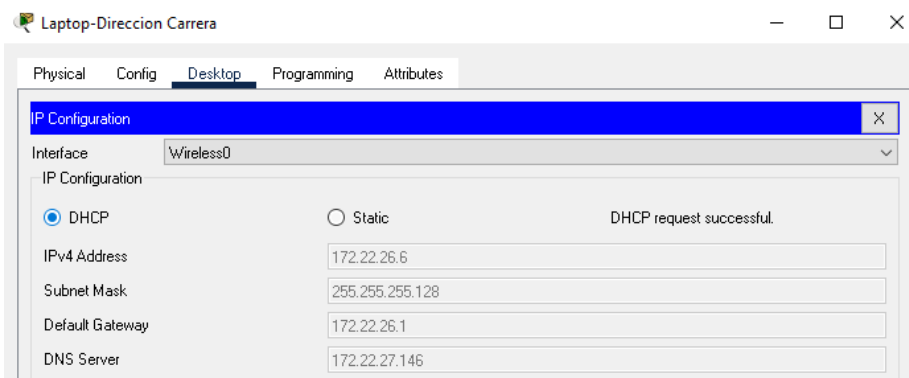 Laptop-Direccion Carrera
Physical Config Desktop Programming Attributes
IP Configuration X
Interface Wireless0
IP Configuration
DHCP Static DHCP request successful.
IPv4 Address 172.22.26.6
Subnet Mask 255.255.255.128
Default Gateway 172.22.26.1
DNS Server 172.22.27.146